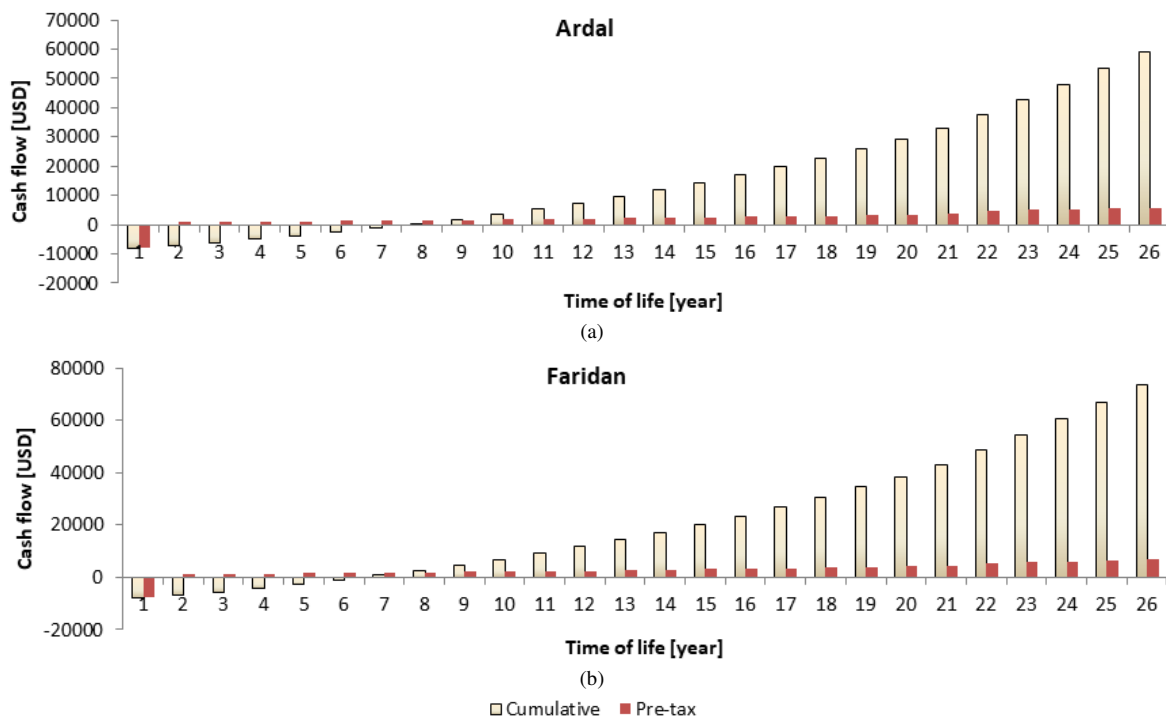 Ardal
70000
60000
50000
40000
30000
20000
10000
0
-10000
-20000
Cash flow [USD]
1 2 3 4 5 6 7 8 9 10 11 12 13 14 15 16 17 18 19 20 21 22 23 24 25 26
Time of life [year]
(a)
Faridan
80000
60000
40000
20000
0
-20000
Cash flow [USD]
1 2 3 4 5 6 7 8 9 10 11 12 13 14 15 16 17 18 19 20 21 22 23 24 25 26
Time of life [year]
(b)
Cumulative Pre-tax